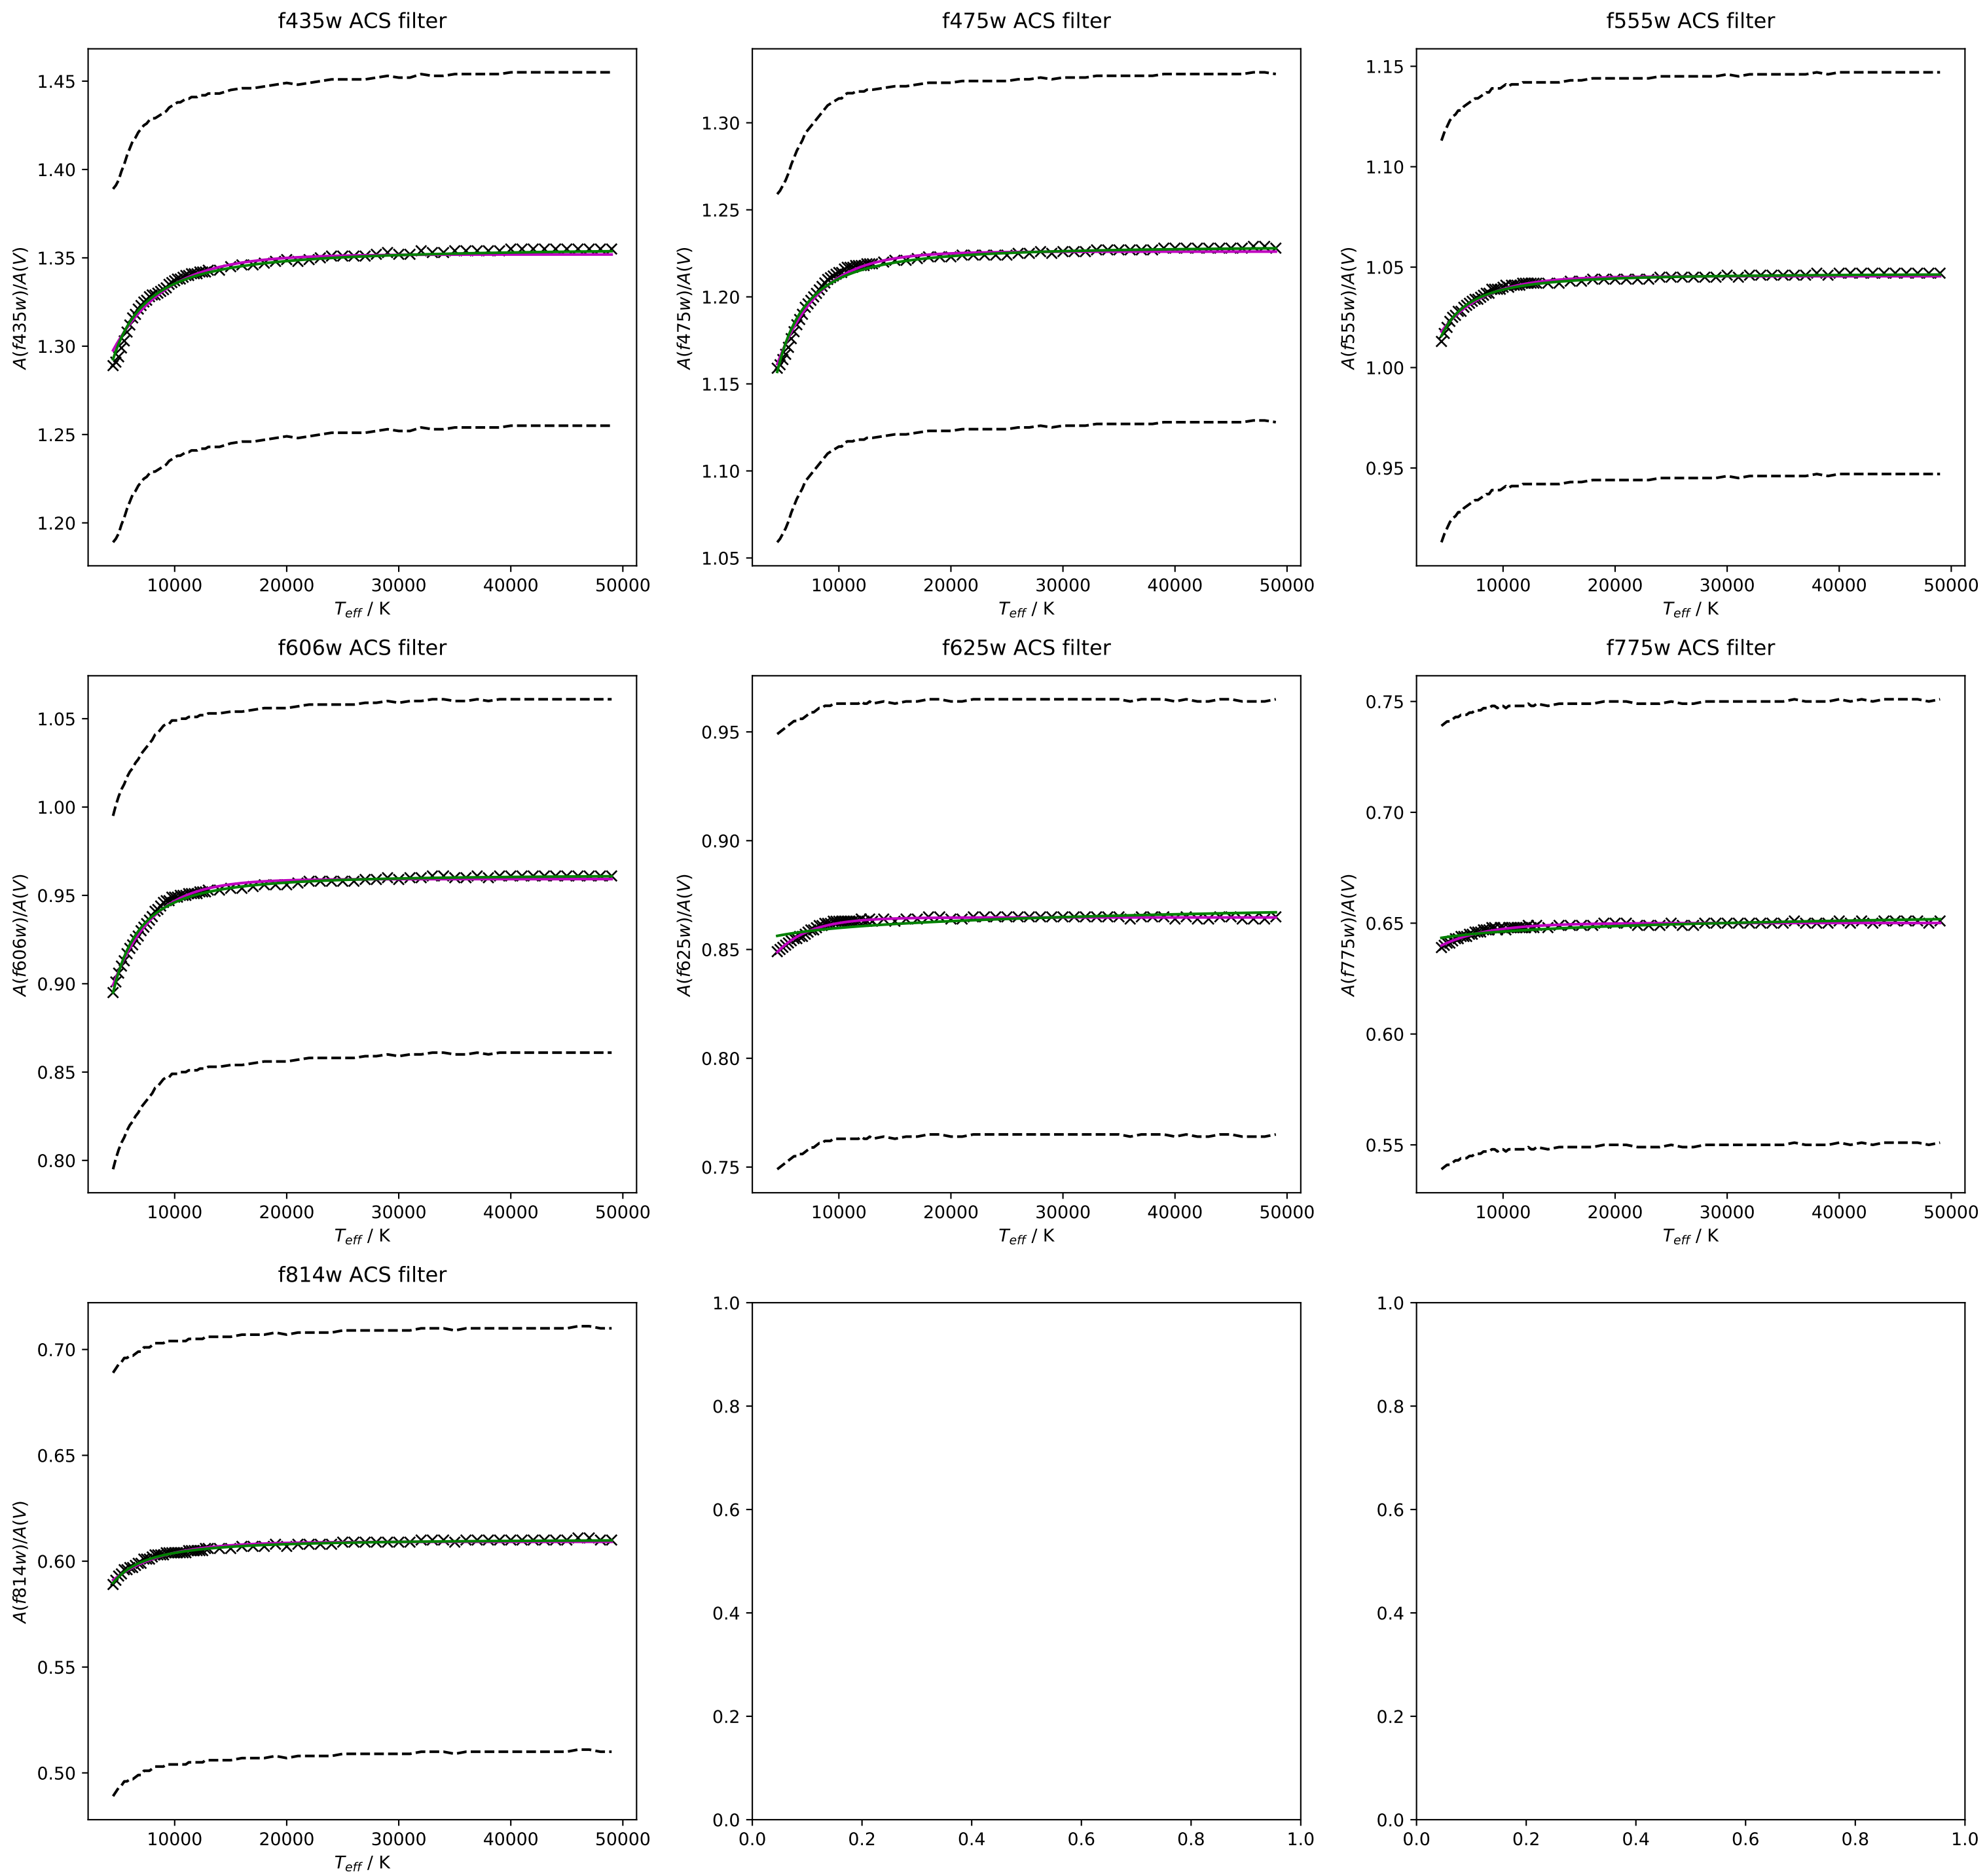 f435w ACS filter
1.45
1.40
1.35
1.30
1.25
1.20
A(f435w)/A(V)
10000 20000 30000 40000 50000
T_eff / K
f475w ACS filter
1.30
1.25
1.20
1.15
1.10
1.05
A(f475w)/A(V)
10000 20000 30000 40000 50000
T_eff / K
f555w ACS filter
1.15
1.10
1.05
1.00
0.95
A(f555w)/A(V)
10000 20000 30000 40000 50000
T_eff / K
f606w ACS filter
1.05
1.00
0.95
0.90
0.85
0.80
A(f606w)/A(V)
10000 20000 30000 40000 50000
T_eff / K
f625w ACS filter
0.95
0.90
0.85
0.80
0.75
A(f625w)/A(V)
10000 20000 30000 40000 50000
T_eff / K
f775w ACS filter
0.75
0.70
0.65
0.60
0.55
A(f775w)/A(V)
10000 20000 30000 40000 50000
T_eff / K
f814w ACS filter
0.70
0.65
0.60
0.55
0.50
A(f814w)/A(V)
10000 20000 30000 40000 50000
T_eff / K
1.0
0.8
0.6
0.4
0.2
0.0
0.0 0.2 0.4 0.6 0.8 1.0
1.0
0.8
0.6
0.4
0.2
0.0
0.0 0.2 0.4 0.6 0.8 1.0